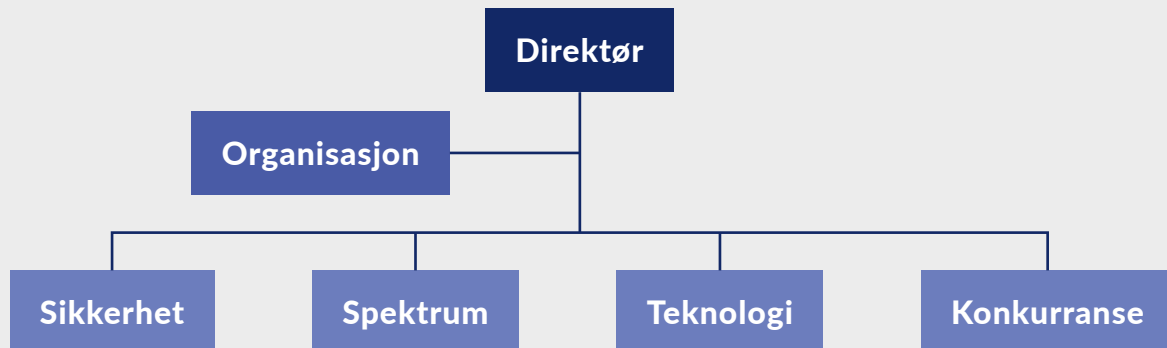 Direktør
Organisasjon
Sikkerhet
Spektrum
Teknologi
Konkurranse